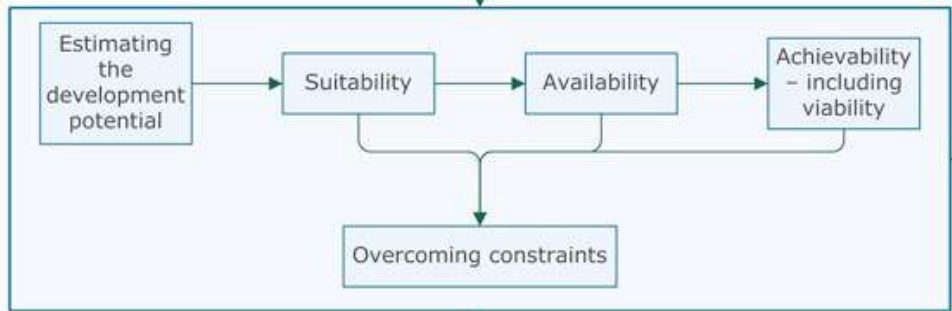 Estimating
the
development
potential
Suitability
Availability
Achievability
– including
viability
Overcoming constraints